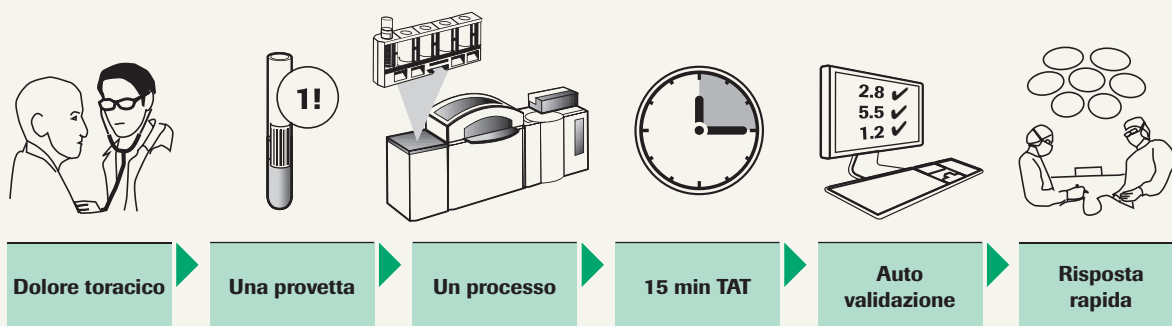 1!
2.8 ✔
5.5 ✔
1.2 ✔
Dolore toracico
Una provetta
Un processo
15 min TAT
Auto
validazione
Risposta
rapida